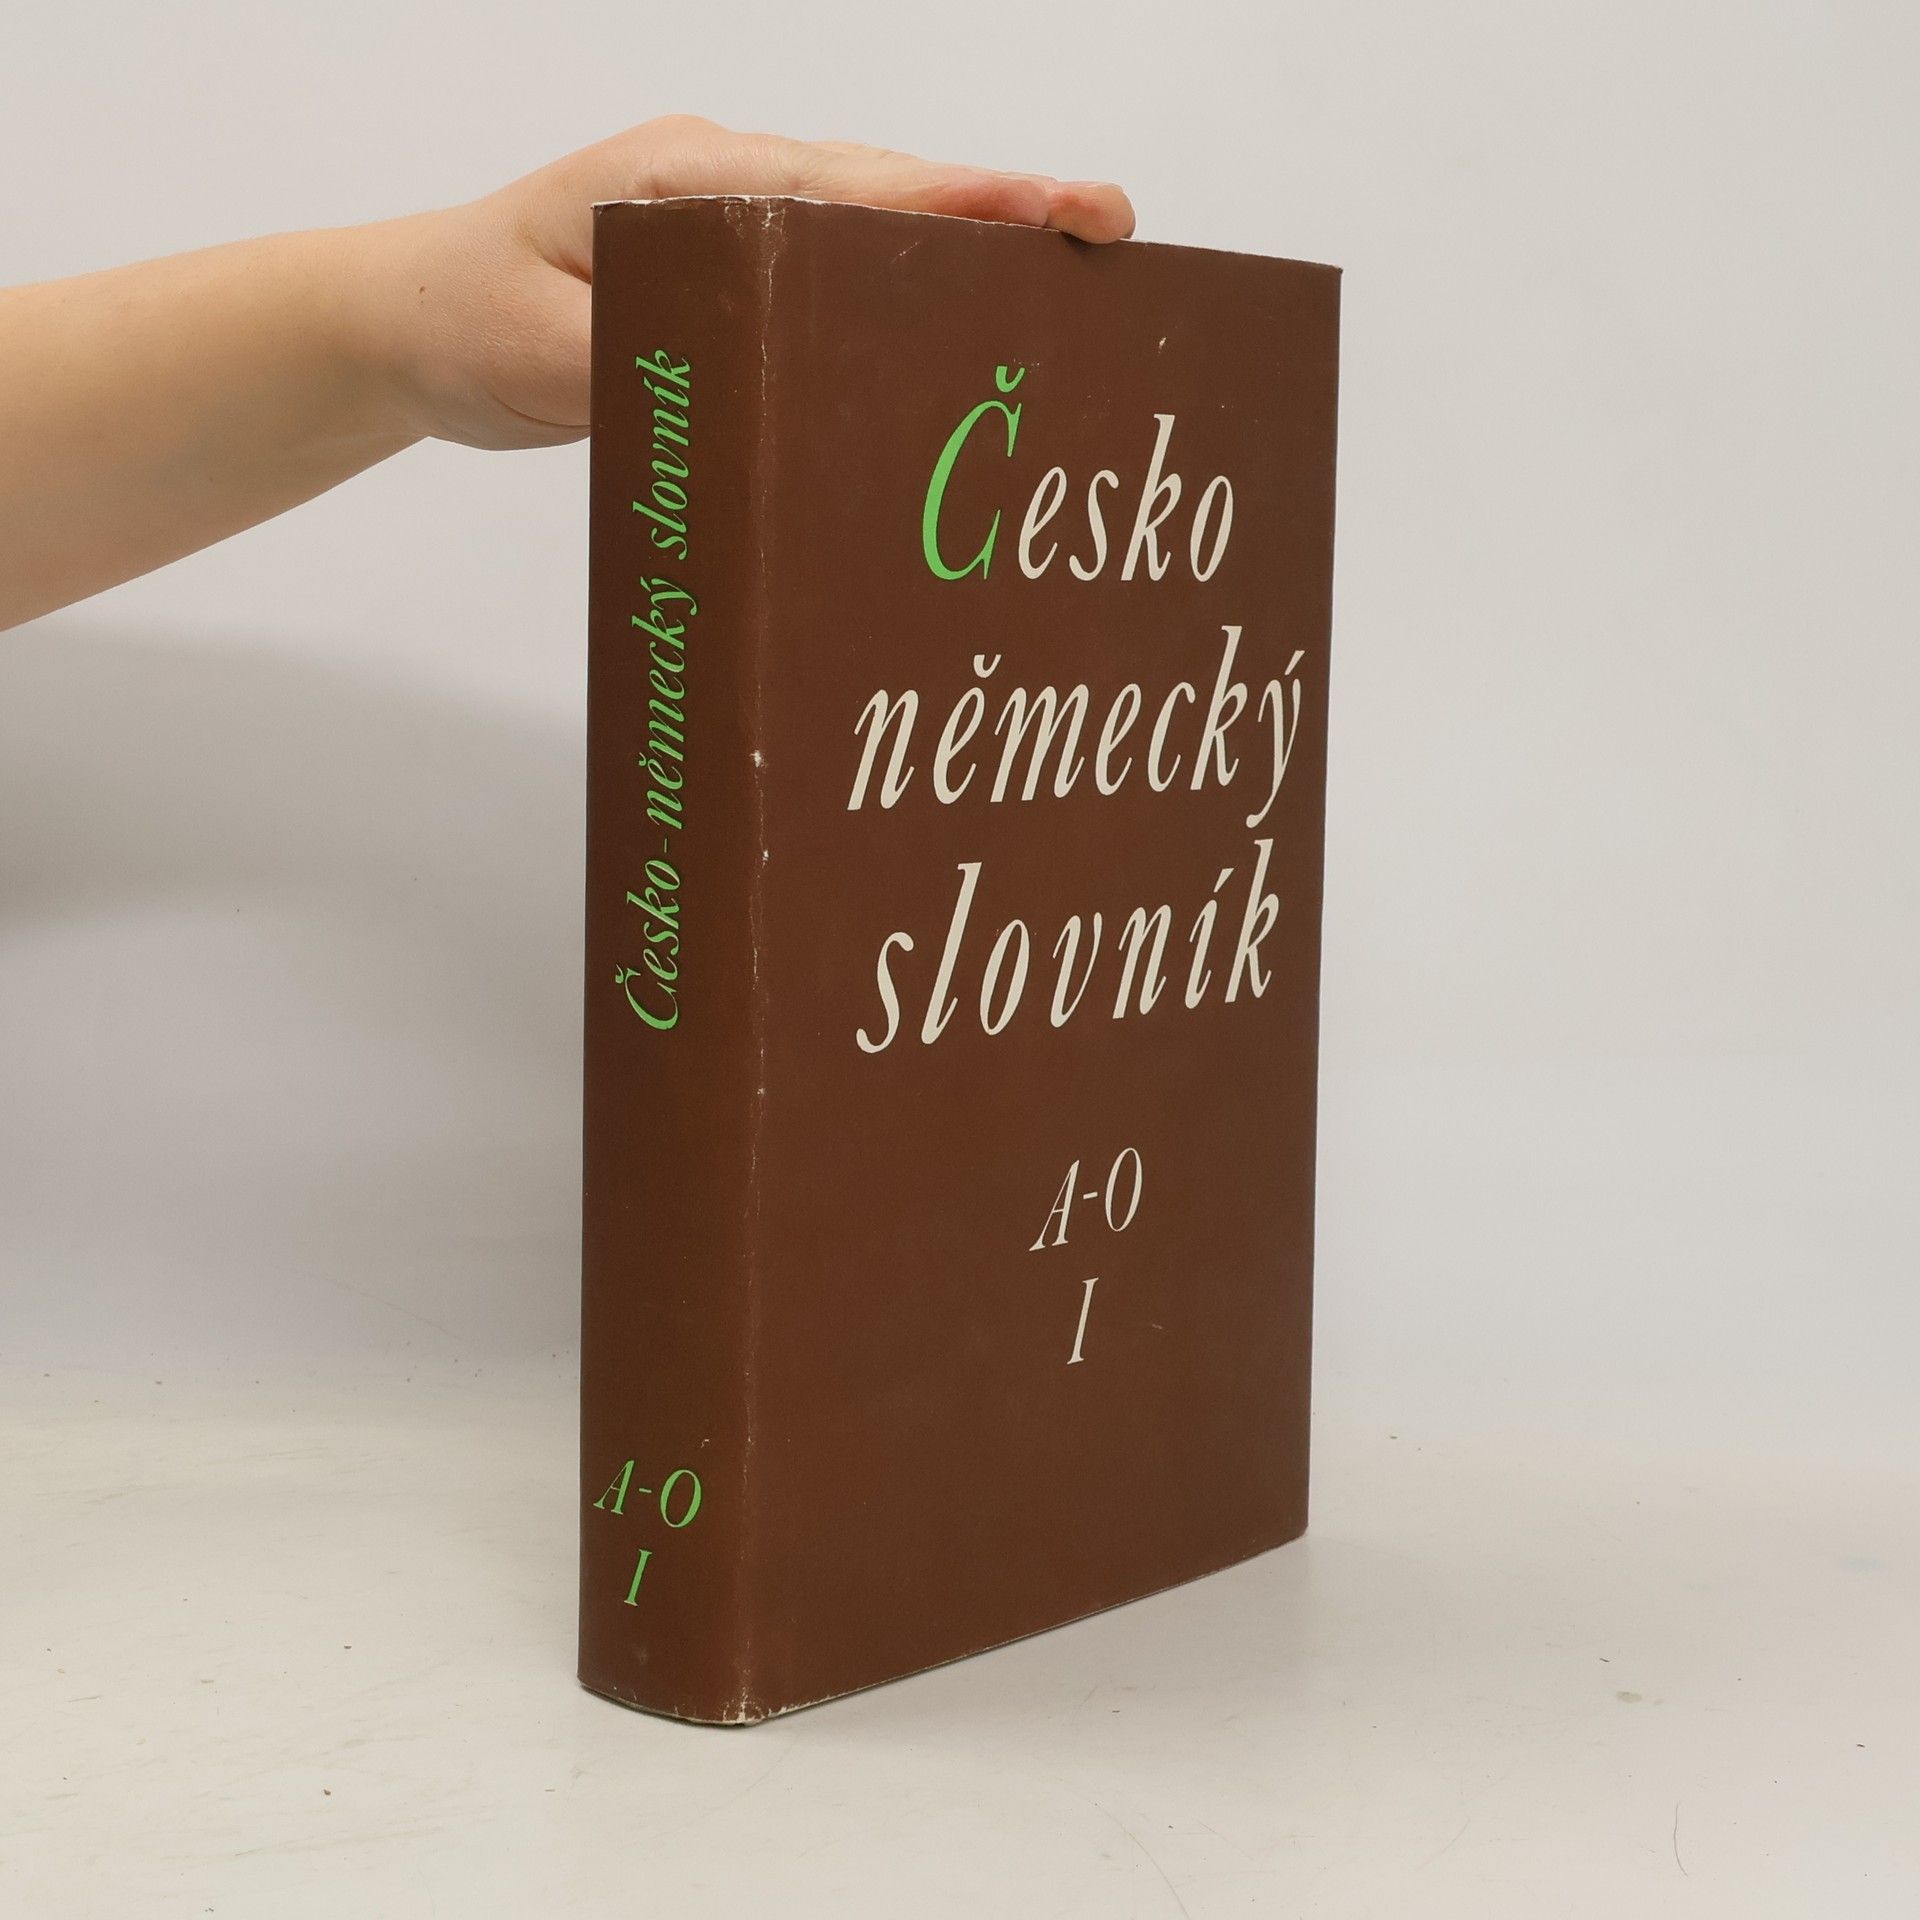 Česko-německý slovník
A-O
I
Česko
německý
slovník
A-O
I